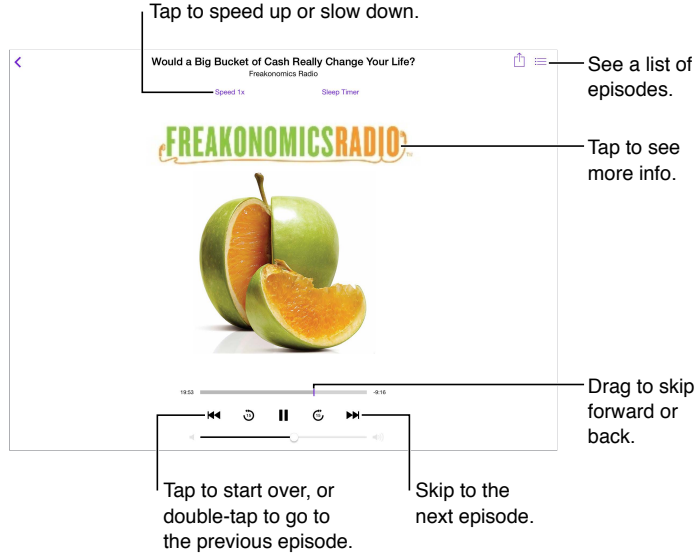 Tap to speed up or slow down.
Would a Big Bucket of Cash Really Change Your Life?
Freakonomics Radio
Speed 1x
Sleep Timer
See a list of
episodes.
FREAKONOMICSRADIO
Tap to see
more info.
19:53
-9:16
Drag to skip
forward or
back.
15
15
Tap to start over, or
double-tap to go to
the previous episode.
Skip to the
next episode.